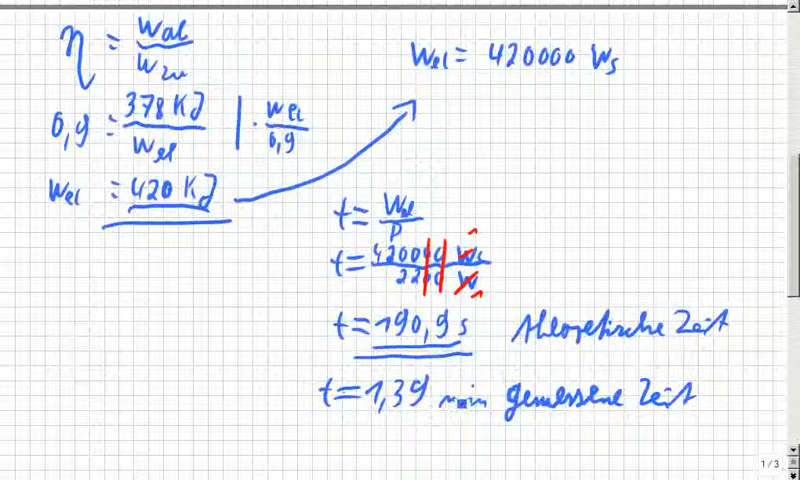 η = Wab / Wzu
0,9 = 378 KJ / Wel | · Wel / 0,9
Wel = 420 KJ
Wel = 420000 Ws
t = Wel / P
t = 420000 Ws / 2200 W
t = 190,9 s theoretische Zeit
t = 1,39 min gemessene Zeit
1/3